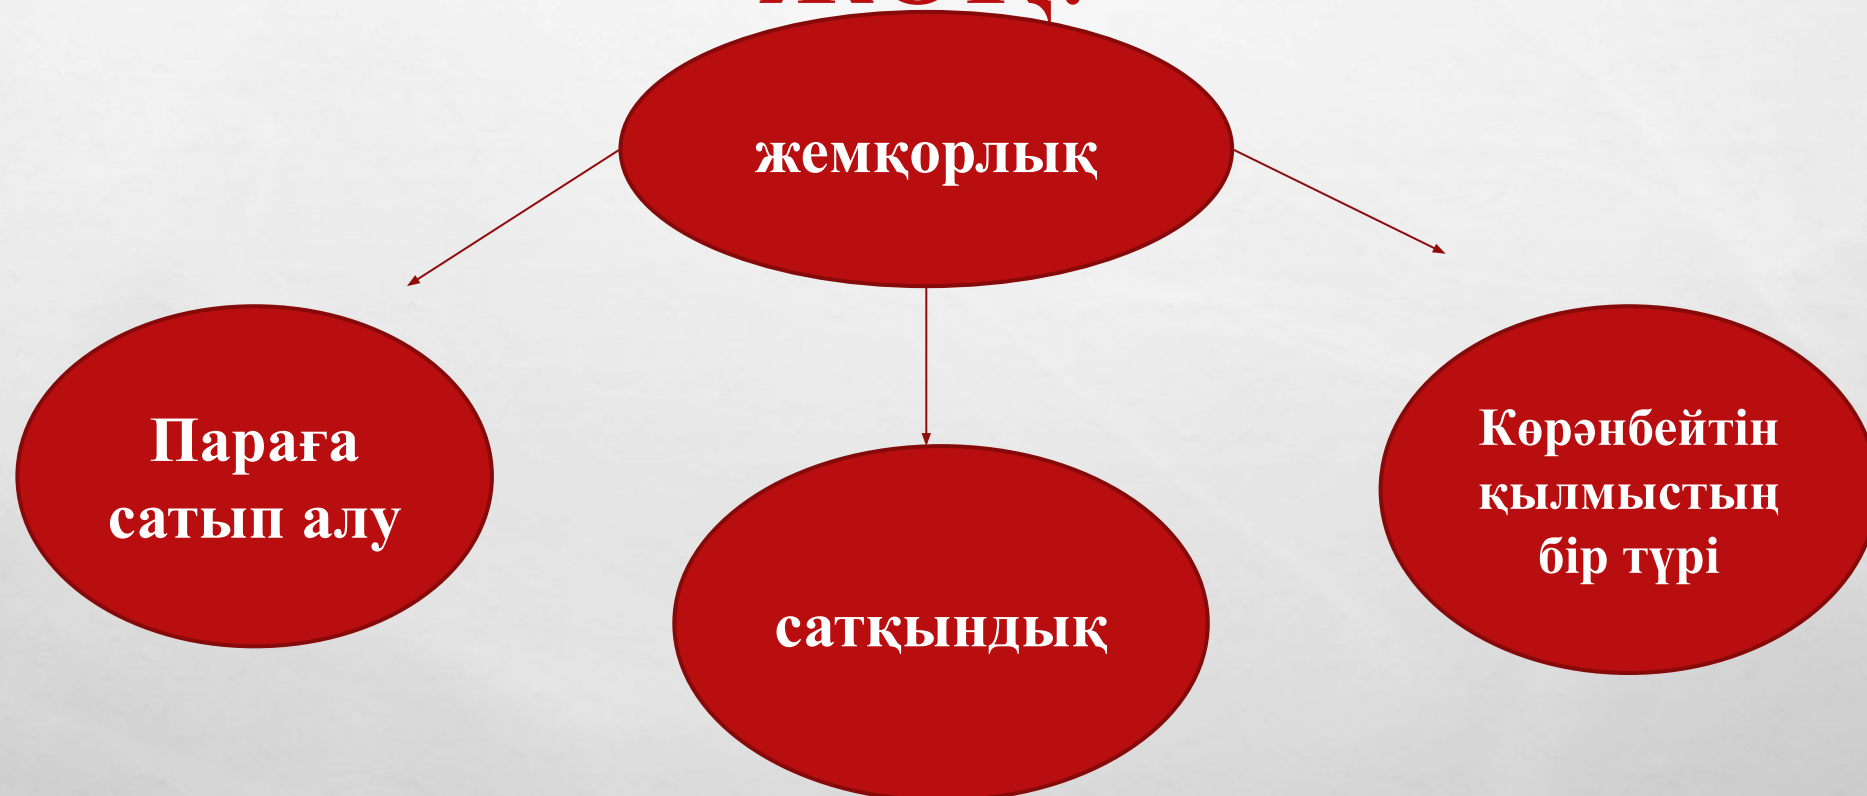 жемқорлық
Параға
сатып алу
сатқындық
Көрәнбейтін
қылмыстың
бір түрі